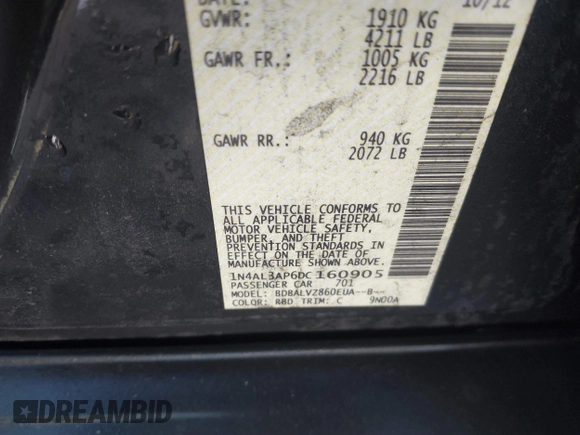 DATE: 10/12
GVWR: 1910 KG
4211 LB
GAWR FR.: 1005 KG
2216 LB
GAWR RR.: 940 KG
2072 LB
THIS VEHICLE CONFORMS TO
ALL APPLICABLE FEDERAL
MOTOR VEHICLE SAFETY,
BUMPER, AND THEFT
PREVENTION STANDARDS IN
EFFECT ON THE DATE OF
MANUFACTURE SHOWN ABOVE.
1N4AL3AP6DC160905
PASSENGER CAR 701
MODEL: BDBALVZ860EUA--B--
COLOR: RBD TRIM: C 9N00A
DREAMBID